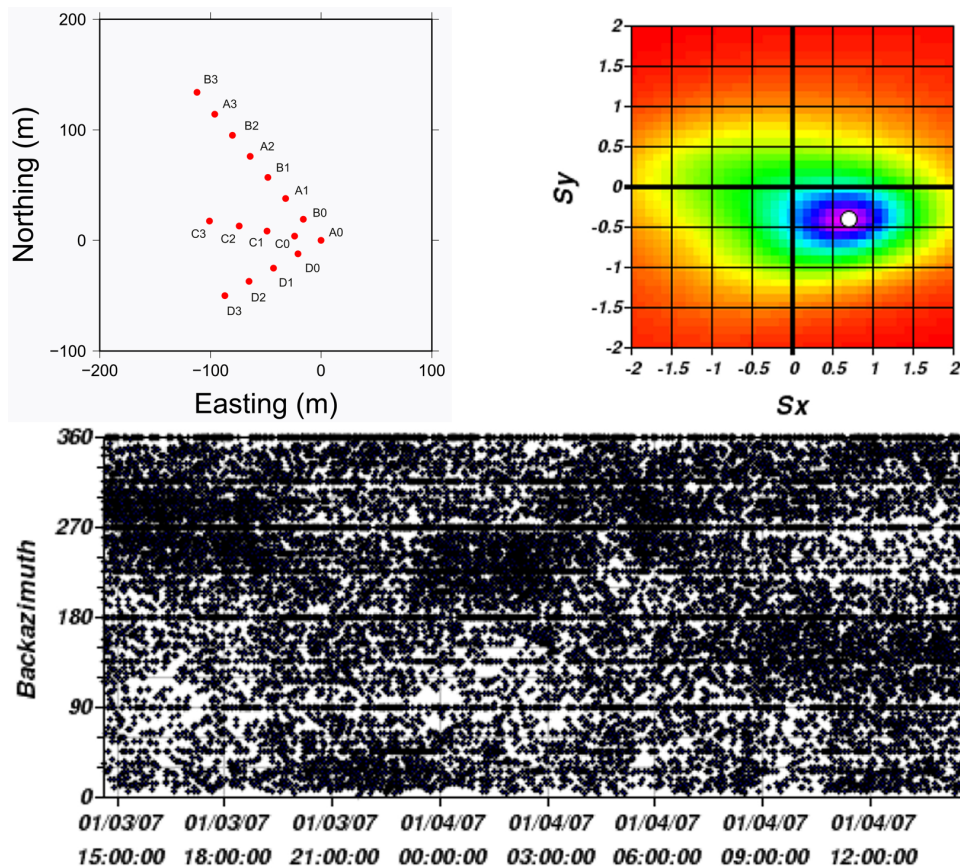 200
100
0
−100
−200
−100
0
100
Northing (m)
Easting (m)
B3
A3
B2
A2
B1
A1
B0
A0
C3
C2
C1
C0
D0
D1
D2
D3
2
1.5
1
0.5
0
-0.5
-1
-1.5
-2
-2 -1.5 -1 -0.5 0 0.5 1 1.5 2
Sy
Sx
360
270
180
90
0
Backazimuth
01/03/07 01/03/07 01/03/07 01/04/07 01/04/07 01/04/07 01/04/07 01/04/07
15:00:00 18:00:00 21:00:00 00:00:00 03:00:00 06:00:00 09:00:00 12:00:00